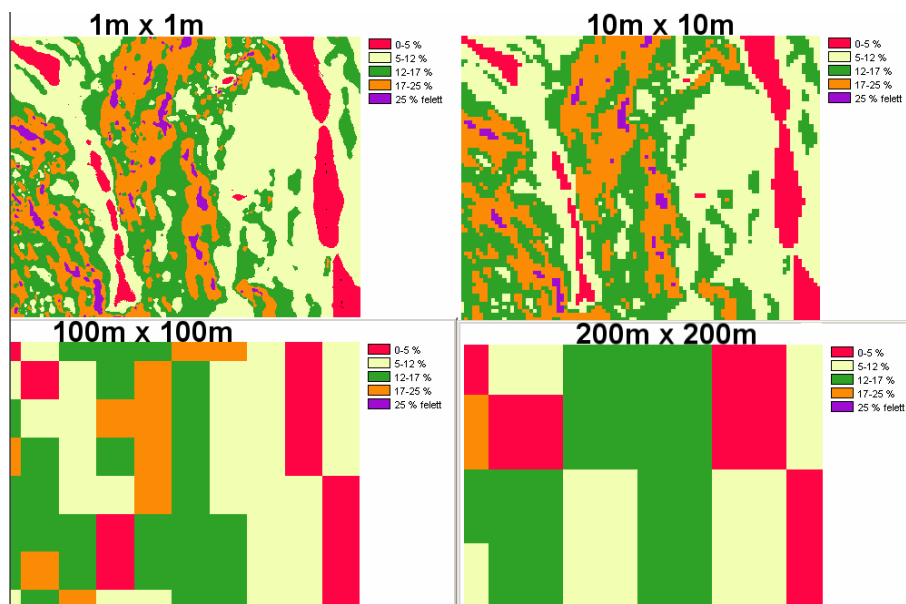 1m x 1m
0-5 %
5-12 %
12-17 %
17-25 %
25 % felett
10m x 10m
0-5 %
5-12 %
12-17 %
17-25 %
25 % felett
100m x 100m
0-5 %
5-12 %
12-17 %
17-25 %
25 % felett
200m x 200m
0-5 %
5-12 %
12-17 %
17-25 %
25 % felett